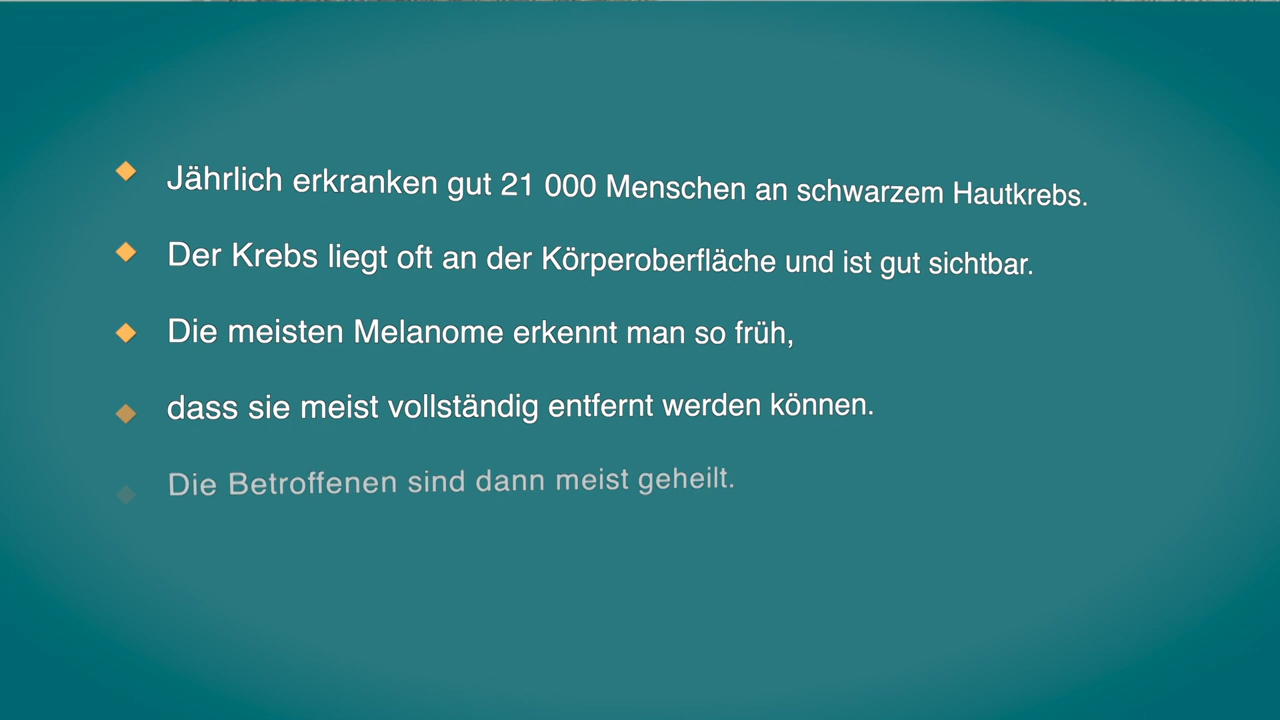 Jährlich erkranken gut 21 000 Menschen an schwarzem Hautkrebs.
Der Krebs liegt oft an der Körperoberfläche und ist gut sichtbar.
Die meisten Melanome erkennt man so früh,
dass sie meist vollständig entfernt werden können.
Die Betroffenen sind dann meist geheilt.